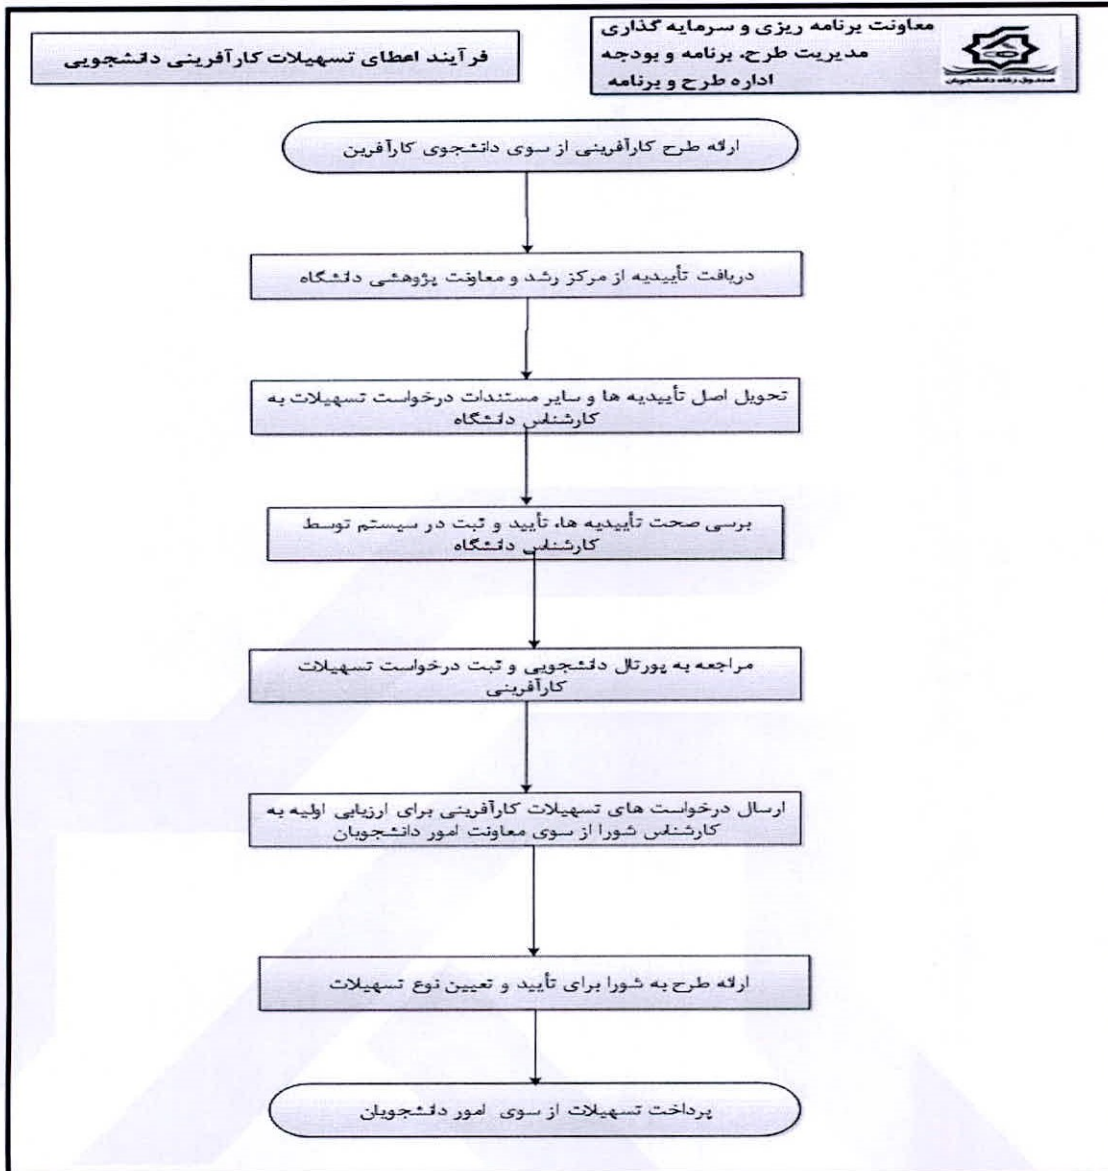 معاونت برنامه ریزی و سرمایه گذاری
مدیریت طرح، برنامه و بودجه
اداره طرح و برنامه
صندوق رفاه دانشجویان
فرآیند اعطای تسهیلات کارآفرینی دانشجویی
ارائه طرح کارآفرینی از سوی دانشجوی کارآفرین
دریافت تأییدیه از مرکز رشد و معاونت پژوهشی دانشگاه
تحویل اصل تأییدیه ها و سایر مستندات درخواست تسهیلات به
کارشناس دانشگاه
برسی صحت تأییدیه ها، تأیید و ثبت در سیستم توسط
کارشناس دانشگاه
مراجعه به پورتال دانشجویی و ثبت درخواست تسهیلات
کارآفرینی
ارسال درخواست های تسهیلات کارآفرینی برای ارزیابی اولیه به
کارشناس شورا از سوی معاونت امور دانشجویان
ارائه طرح به شورا برای تأیید و تعیین نوع تسهیلات
پرداخت تسهیلات از سوی امور دانشجویان